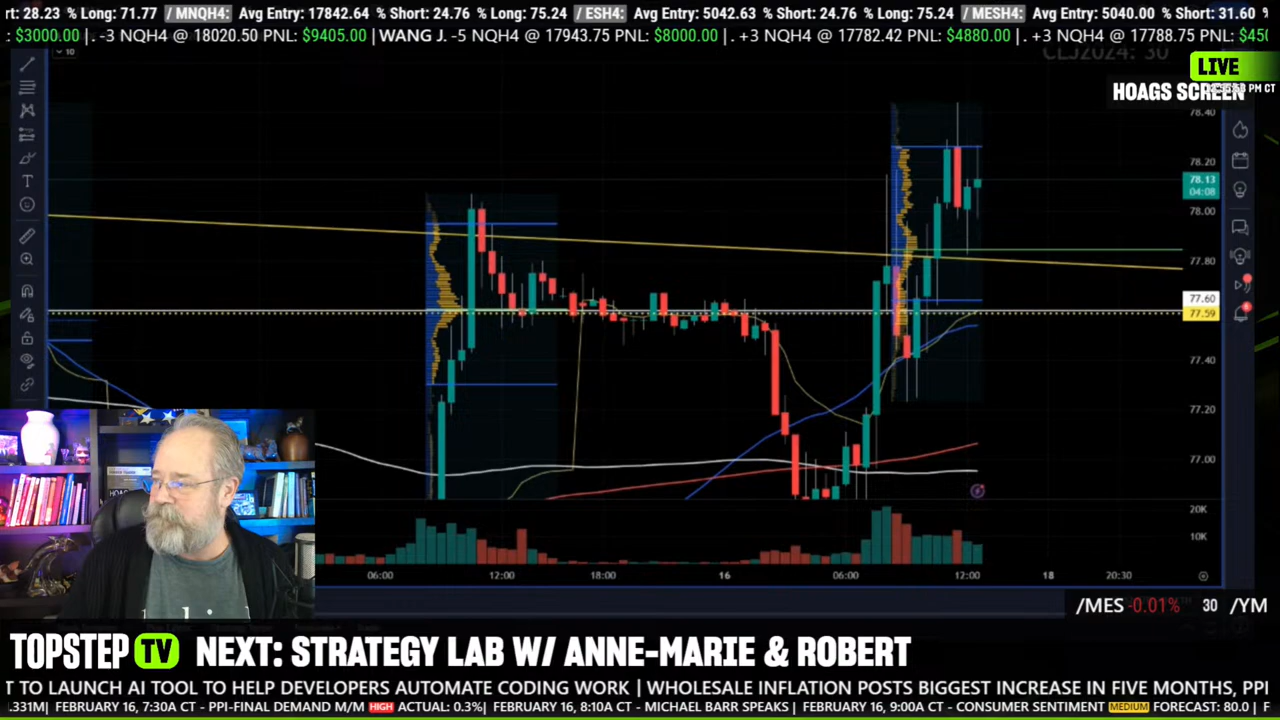 rt: 28.23 % Long: 71.77 / MNQH4: Avg Entry: 17842.64 % Short: 24.76 % Long: 75.24 / ESH4: Avg Entry: 5042.63 % Short: 24.76 % Long: 75.24 / MESH4: Avg Entry: 5040.00 % Short: 31.60 %
: $3000.00 |. -3 NQH4 @ 18020.50 PNL: $9405.00 | WANG J. -5 NQH4 @ 17943.75 PNL: $8000.00 |. +3 NQH4 @ 17782.42 PNL: $4880.00 |. +3 NQH4 @ 17788.75 PNL: $450
10
CLJ2024: 30
LIVE
PM CT
HOAGS SCREEN
78.40
78.20
78.13
04:08
78.00
77.80
77.60
77.59
77.40
77.20
77.00
20K
10K
06:00 12:00 18:00 16 06:00 12:00 18 20:30
/MES -0.01% 30 /YM
TOPSTEP TV NEXT: STRATEGY LAB W/ ANNE-MARIE & ROBERT
T TO LAUNCH AI TOOL TO HELP DEVELOPERS AUTOMATE CODING WORK | WHOLESALE INFLATION POSTS BIGGEST INCREASE IN FIVE MONTHS, PPI
.331M| FEBRUARY 16, 7:30A CT - PPI-FINAL DEMAND M/M HIGH ACTUAL: 0.3%| FEBRUARY 16, 8:10A CT - MICHAEL BARR SPEAKS | FEBRUARY 16, 9:00A CT - CONSUMER SENTIMENT MEDIUM FORECAST: 80.0 | F